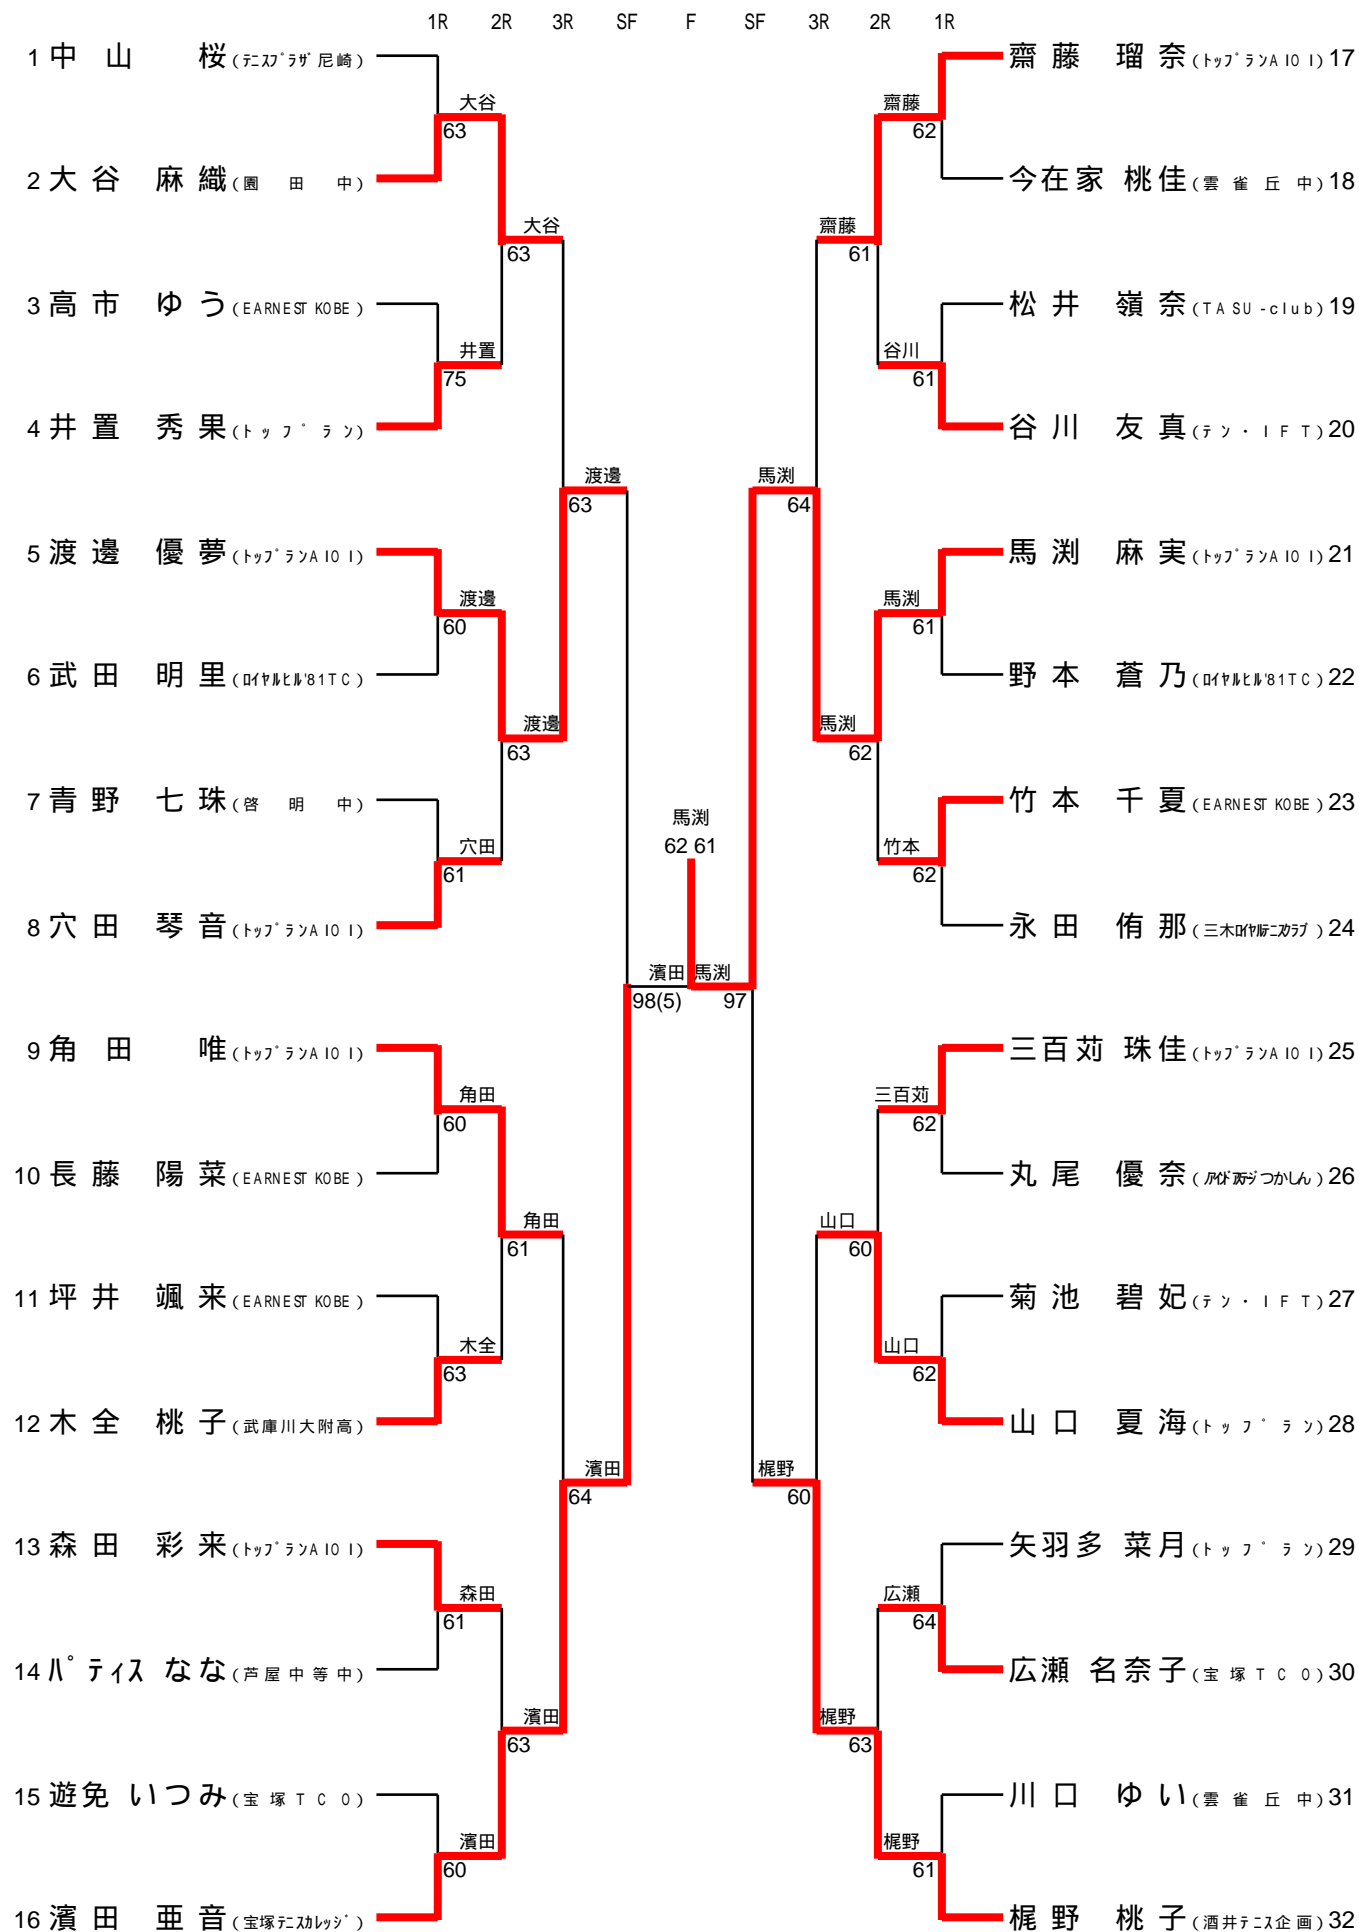 1R 2R 3R SF F SF 3R 2R 1R
1 中山 桜 (テニスプラザ尼崎)
齋藤 瑠奈 (トップランAIOI) 17
大谷
63
齋藤
62
2 大谷 麻織 (園田中)
今在家 桃佳 (雲雀丘中) 18
大谷
63
齋藤
61
3 高市 ゆう (EARNEST KOBE)
松井 嶺奈 (TASU-club) 19
井置
75
谷川
61
4 井置 秀果 (トップラン)
谷川 友真 (テン・IFT) 20
渡邊
63
馬渕
64
5 渡邊 優夢 (トップランAIOI)
馬渕 麻実 (トップランAIOI) 21
渡邊
60
馬渕
61
6 武田 明里 (ロイヤルヒル'81TC)
野本 蒼乃 (ロイヤルヒル'81TC) 22
渡邊
63
馬渕
62
7 青野 七珠 (啓明中)
竹本 千夏 (EARNEST KOBE) 23
馬渕
62 61
穴田
61
竹本
62
8 穴田 琴音 (トップランAIOI)
永田 侑那 (三木ロイヤルテニスクラブ) 24
濱田
98(5)
馬渕
97
9 角田 唯 (トップランAIOI)
三百苅 珠佳 (トップランAIOI) 25
角田
60
三百苅
62
10 長藤 陽菜 (EARNEST KOBE)
丸尾 優奈 (つかしん) 26
角田
61
山口
60
11 坪井 颯来 (EARNEST KOBE)
菊池 碧妃 (テン・IFT) 27
木全
63
山口
62
12 木全 桃子 (武庫川大附高)
山口 夏海 (トップラン) 28
濱田
64
梶野
60
13 森田 彩来 (トップランAIOI)
矢羽多 菜月 (トップラン) 29
森田
61
広瀬
64
14 パティス なな (芦屋中等中)
広瀬 名奈子 (宝塚TCO) 30
濱田
63
梶野
63
15 遊免 いつみ (宝塚TCO)
川口 ゆい (雲雀丘中) 31
濱田
60
梶野
61
16 濱田 亜音 (宝塚テニスカレッジ)
梶野 桃子 (酒井テニス企画) 32